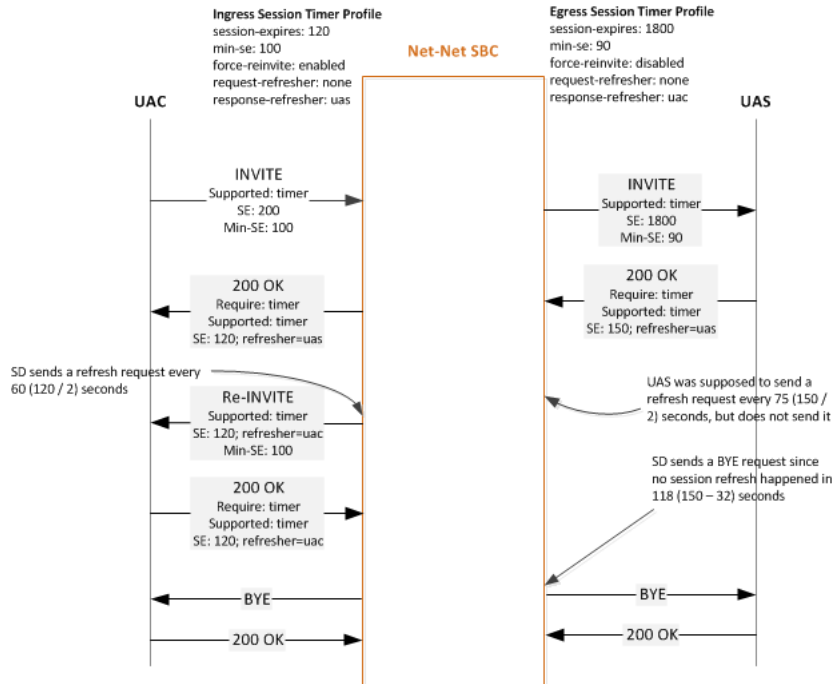 Ingress Session Timer Profile
session-expires: 120
min-se: 100
force-reinvite: enabled
request-refresher: none
response-refresher: uas
Egress Session Timer Profile
session-expires: 1800
min-se: 90
force-reinvite: disabled
request-refresher: none
response-refresher: uac
Net-Net SBC
UAC
UAS
INVITE
Supported: timer
SE: 200
Min-SE: 100
INVITE
Supported: timer
SE: 1800
Min-SE: 90
200 OK
Require: timer
Supported: timer
SE: 120; refresher=uas
200 OK
Require: timer
Supported: timer
SE: 150; refresher=uas
SD sends a refresh request every
60 (120 / 2) seconds
Re-INVITE
Supported: timer
SE: 120; refresher=uac
Min-SE: 100
UAS was supposed to send a
refresh request every 75 (150 /
2) seconds, but does not send it
SD sends a BYE request since
no session refresh happened in
118 (150 – 32) seconds
200 OK
Require: timer
Supported: timer
SE: 120; refresher=uac
BYE
BYE
200 OK
200 OK